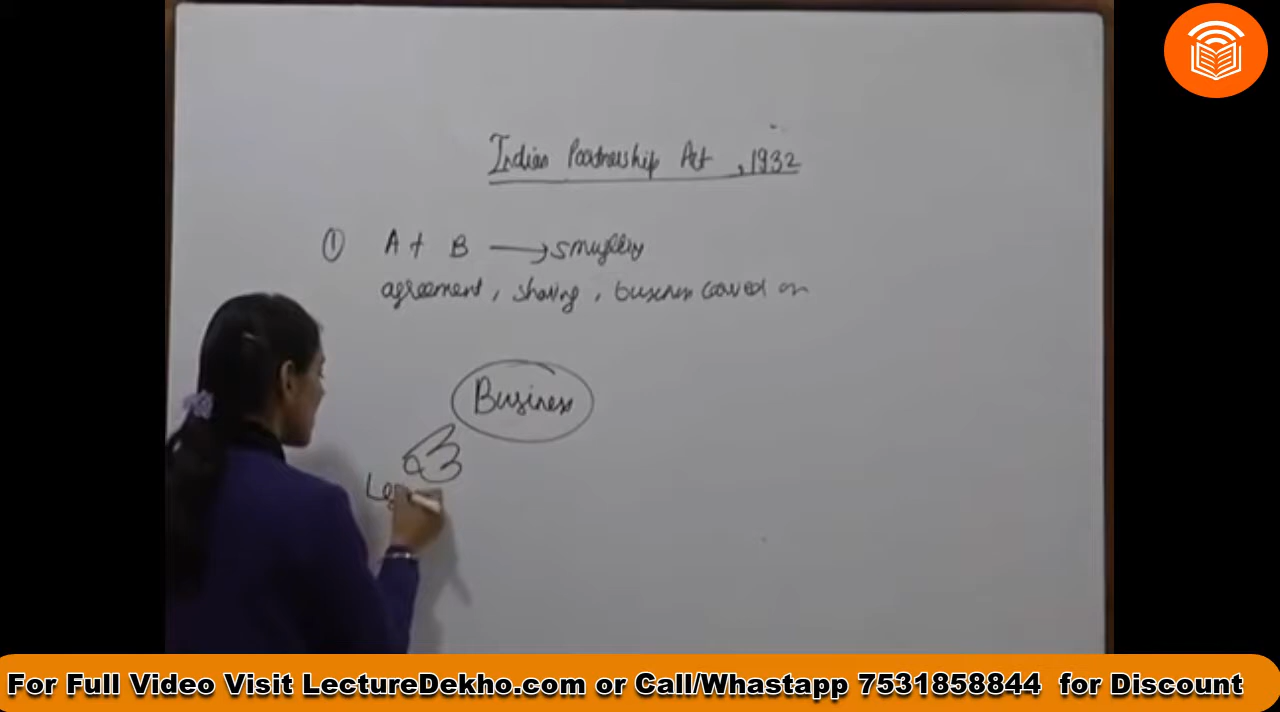 Indian Partnership Act , 1932
① A + B → smuggling
agreement, sharing, business carried on
Business
Leg
For Full Video Visit LectureDekho.com or Call/Whastapp 7531858844 for Discount